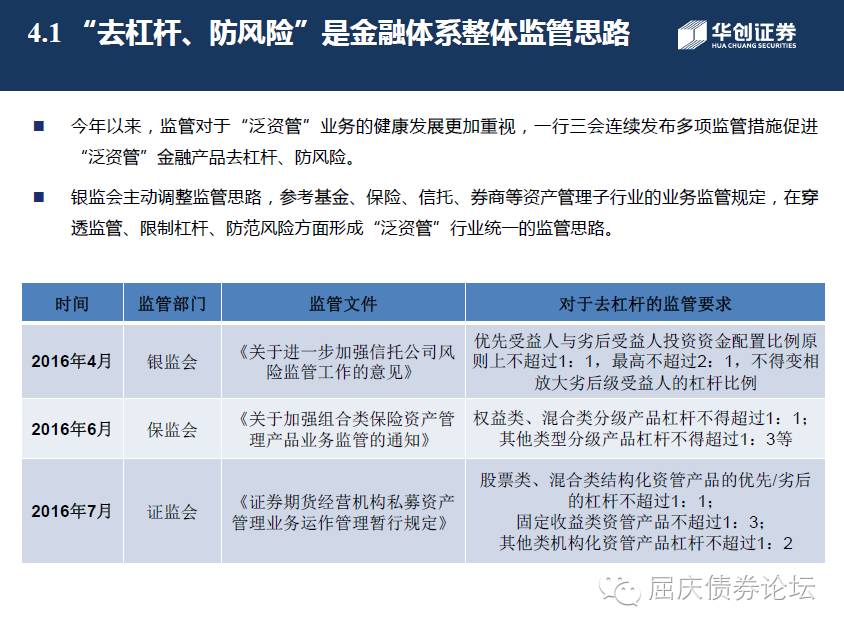 4.1 “去杠杆、防风险”是金融体系整体监管思路
华创证券
HUA CHUANG SECURITIES
■ 今年以来，监管对于“泛资管”业务的健康发展更加重视，一行三会连续发布多项监管措施促进
“泛资管”金融产品去杠杆、防风险。
■ 银监会主动调整监管思路，参考基金、保险、信托、券商等资产管理子行业的业务监管规定，在穿
透监管、限制杠杆、防范风险方面形成“泛资管”行业统一的监管思路。
时间 监管部门 监管文件 对于去杠杆的监管要求
2016年4月 银监会
《关于进一步加强信托公司风
险监管工作的意见》
优先受益人与劣后受益人投资资金配置比例原
则上不超过1：1，最高不超过2：1，不得变相
放大劣后级受益人的杠杆比例
2016年6月 保监会
《关于加强组合类保险资产管
理产品业务监管的通知》
权益类、混合类分级产品杠杆不得超过1：1；
其他类型分级产品杠杆不得超过1：3等
2016年7月 证监会
《证券期货经营机构私募资产
管理业务运作管理暂行规定》
股票类、混合类结构化资管产品的优先/劣后
的杠杆不超过1：1；
固定收益类资管产品不超过1：3；
其他类机构化资管产品杠杆不超过1：2
屈庆债券论坛